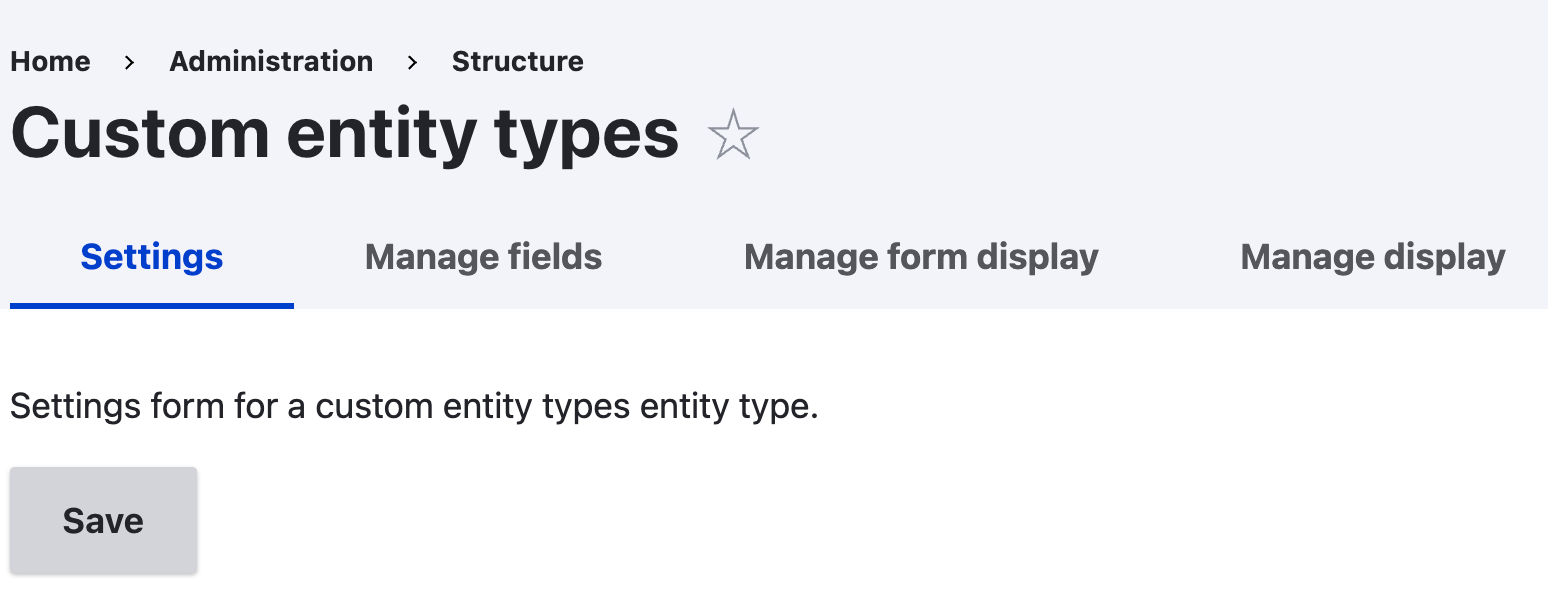 Home > Administration > Structure
Custom entity types
Settings Manage fields Manage form display Manage display
Settings form for a custom entity types entity type.
Save